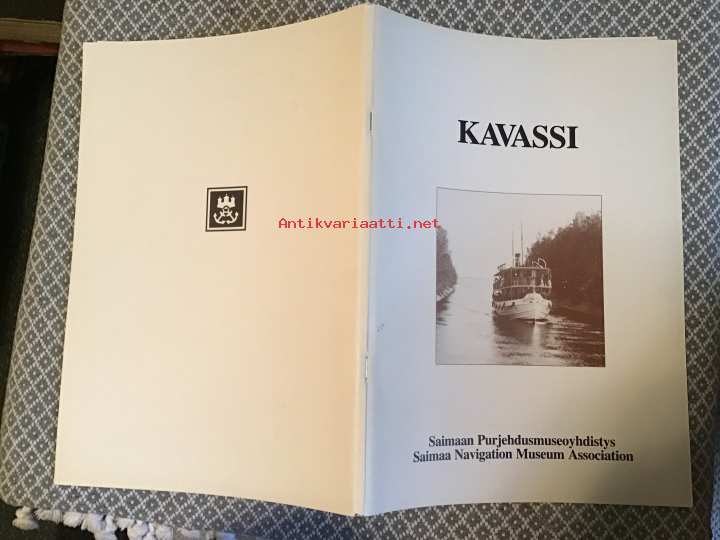 KAVASSI
Antikvariaatti.net
Saimaan Purjehdusmuseoyhdistys
Saimaa Navigation Museum Association